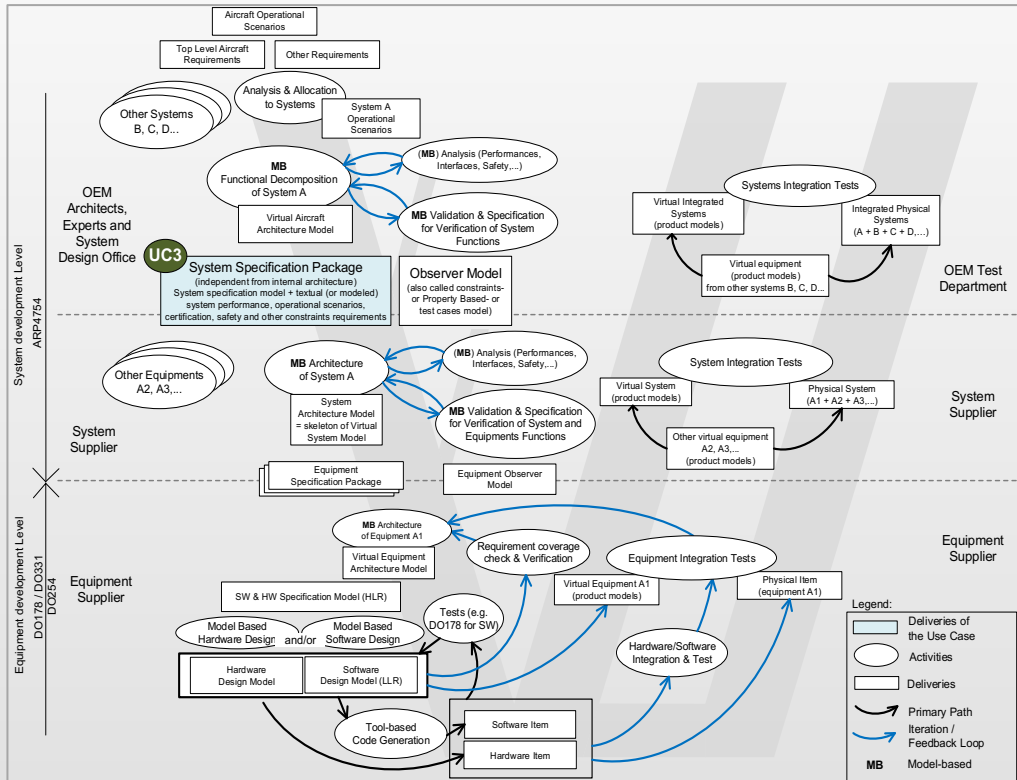 Aircraft Operational
Scenarios
Top Level Aircraft
Requirements
Other Requirements
Analysis & Allocation
to Systems
Other Systems
B, C, D...
System A
Operational
Scenarios
MB
Functional Decomposition
of System A
(MB) Analysis (Performances,
Interfaces, Safety,...)
Virtual Aircraft
Architecture Model
MB Validation & Specification
for Verification of System
Functions
OEM
Architects,
Experts and
System
Design Office
UC3
System Specification Package
(independent from internal architecture)
System specification model + textual (or modeled)
system performance, operational scenarios,
certification, safety and other constraints requirements
Observer Model
(also called constraints-
or Property Based- or
test cases model)
Systems Integration Tests
Virtual Integrated
Systems
(product models)
Integrated Physical
Systems
(A + B + C + D,...)
Virtual equipment
(product models)
from other systems B, C, D...
OEM Test
Department
System development Level
ARP4754
Other Equipments
A2, A3,...
MB Architecture
of System A
(MB) Analysis (Performances,
Interfaces, Safety,...)
System
Architecture Model
= skeleton of Virtual
System Model
MB Validation & Specification
for Verification of System and
Equipments Functions
System
Supplier
System Integration Tests
Virtual System
(product models)
Physical System
(A1 + A2 + A3,...)
Other virtual equipment
A2, A3,...
(product models)
System
Supplier
Equipment
Specification Package
Equipment Observer
Model
Equipment development Level
DO178 / DO331
DO254
MB Architecture
of Equipment A1
Virtual Equipment
Architecture Model
Requirement coverage
check & Verification
Equipment Integration Tests
Virtual Equipment A1
(product models)
Physical Item
(equipment A1)
Equipment
Supplier
Equipment
Supplier
SW & HW Specification Model (HLR)
Model Based
Hardware Design
and/or
Model Based
Software Design
Tests (e.g.
DO178 for SW)
Hardware/Software
Integration & Test
Hardware
Design Model
Software
Design Model (LLR)
Tool-based
Code Generation
Software Item
Hardware Item
Legend:
Deliveries of
the Use Case
Activities
Deliveries
Primary Path
Iteration /
Feedback Loop
MB Model-based